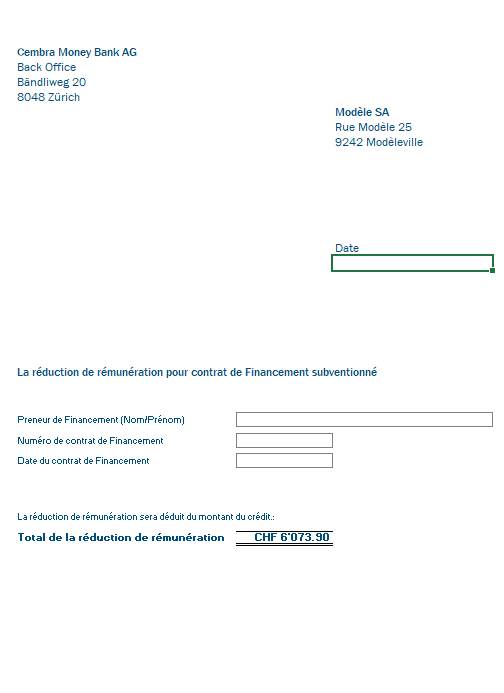 Cembra Money Bank AG
Back Office
Bändliweg 20
8048 Zürich
Modèle SA
Rue Modèle 25
9242 Modèleville
Date
La réduction de rémunération pour contrat de Financement subventionné
Preneur de Financement (Nom/Prénom)
Numéro de contrat de Financement
Date du contrat de Financement
La réduction de rémunération sera déduit du montant du crédit.:
Total de la réduction de rémunération CHF 6'073.90